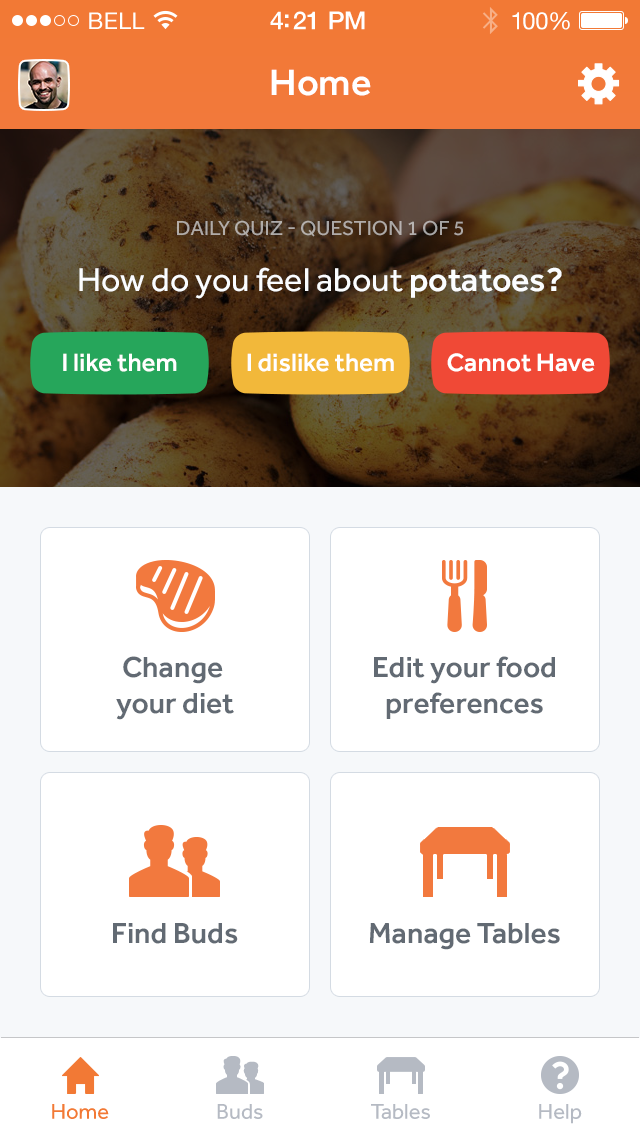 BELL 4:21 PM 100%
Home
DAILY QUIZ - QUESTION 1 OF 5
How do you feel about potatoes?
I like them I dislike them Cannot Have
Change
your diet
Edit your food
preferences
Find Buds
Manage Tables
Home Buds Tables ? Help